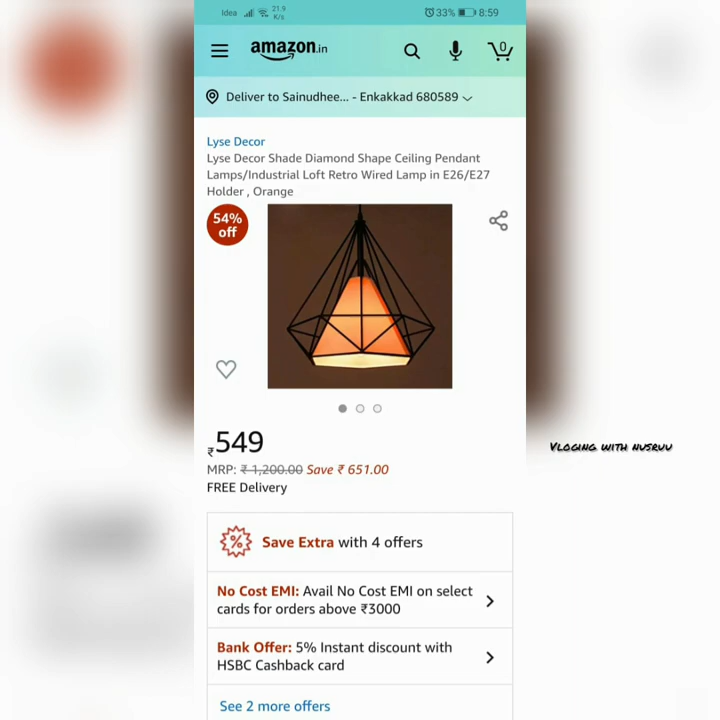 Idea 21.9 K/s 33% 8:59
amazon.in 0
Deliver to Sainudhee... - Enkakkad 680589
Lyse Decor
Lyse Decor Shade Diamond Shape Ceiling Pendant
Lamps/Industrial Loft Retro Wired Lamp in E26/E27
Holder , Orange
54%
off
₹549
MRP: ₹ 1,200.00 Save ₹ 651.00
FREE Delivery
Vloging with nusruu
Save Extra with 4 offers
No Cost EMI: Avail No Cost EMI on select
cards for orders above ₹3000
Bank Offer: 5% Instant discount with
HSBC Cashback card
See 2 more offers